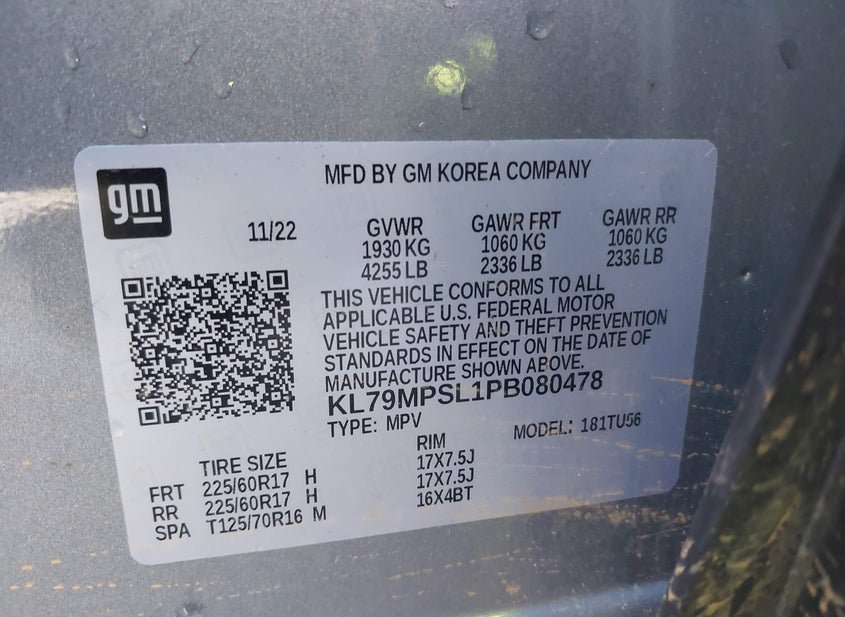 gm
MFD BY GM KOREA COMPANY
11/22
GVWR GAWR FRT GAWR RR
1930 KG 1060 KG 1060 KG
4255 LB 2336 LB 2336 LB
THIS VEHICLE CONFORMS TO ALL
APPLICABLE U.S. FEDERAL MOTOR
VEHICLE SAFETY AND THEFT PREVENTION
STANDARDS IN EFFECT ON THE DATE OF
MANUFACTURE SHOWN ABOVE.
KL79MPSL1PB080478
TYPE: MPV MODEL: 181TU56
TIRE SIZE RIM
FRT 225/60R17 H 17X7.5J
RR 225/60R17 H 17X7.5J
SPA T125/70R16 M 16X4BT